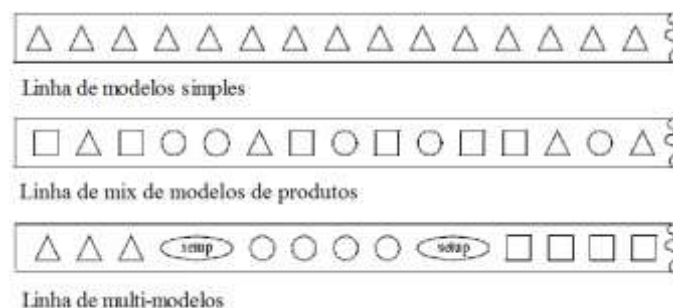 Linha de modelos simples
Linha de mix de modelos de produtos
setup setup
Linha de multi-modelos